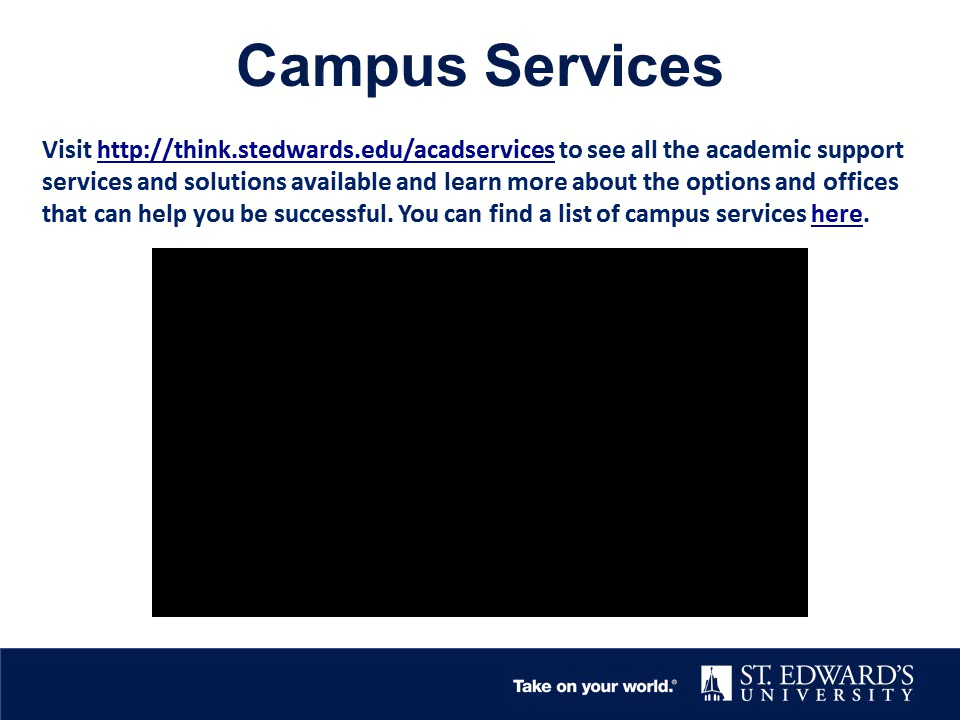 Campus Services
Visit http://think.stedwards.edu/acadservices to see all the academic support
services and solutions available and learn more about the options and offices
that can help you be successful. You can find a list of campus services here.
Take on your world.®
ST. EDWARD'S
UNIVERSITY